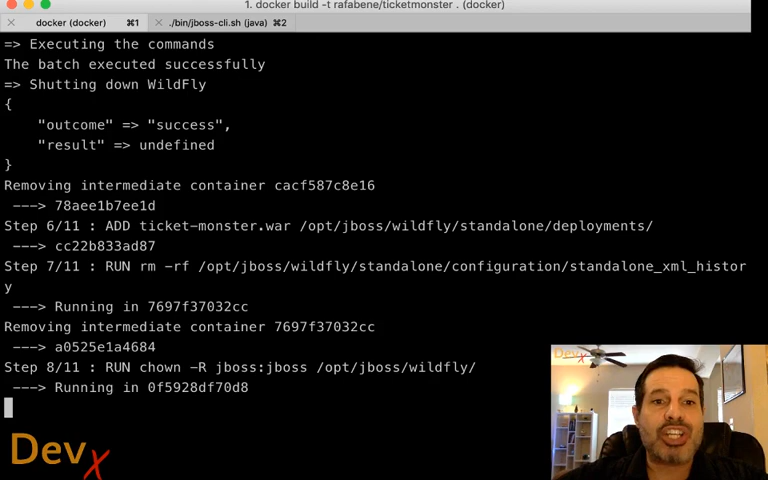 1. docker build -t rafabene/ticketmonster . (docker)
docker (docker) ⌘1 ./bin/jboss-cli.sh (java) ⌘2
=> Executing the commands
The batch executed successfully
=> Shutting down WildFly
{
"outcome" => "success",
"result" => undefined
}
Removing intermediate container cacf587c8e16
---> 78aee1b7ee1d
Step 6/11 : ADD ticket-monster.war /opt/jboss/wildfly/standalone/deployments/
---> cc22b833ad87
Step 7/11 : RUN rm -rf /opt/jboss/wildfly/standalone/configuration/standalone_xml_histor
y
---> Running in 7697f37032cc
Removing intermediate container 7697f37032cc
---> a0525e1a4684
Step 8/11 : RUN chown -R jboss:jboss /opt/jboss/wildfly/
---> Running in 0f5928df70d8
Devx
Devx